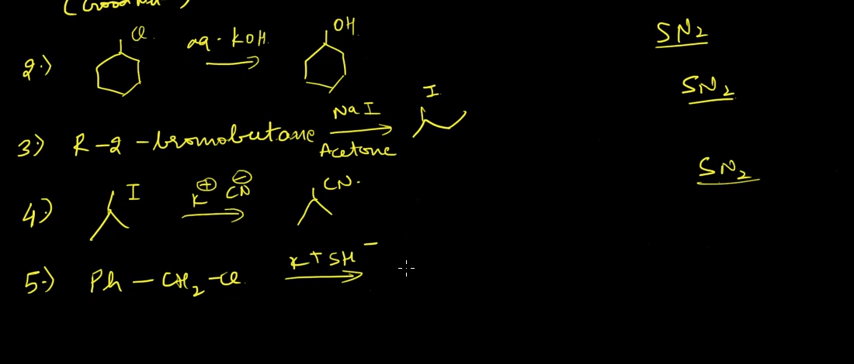 2.) Cl aq. KOH OH SN2
3.) R-2-bromobutane NaI Acetone I SN2
4.) I K⊕ CN⊖ CN. SN2
5.) Ph-CH2-Cl K+SH-